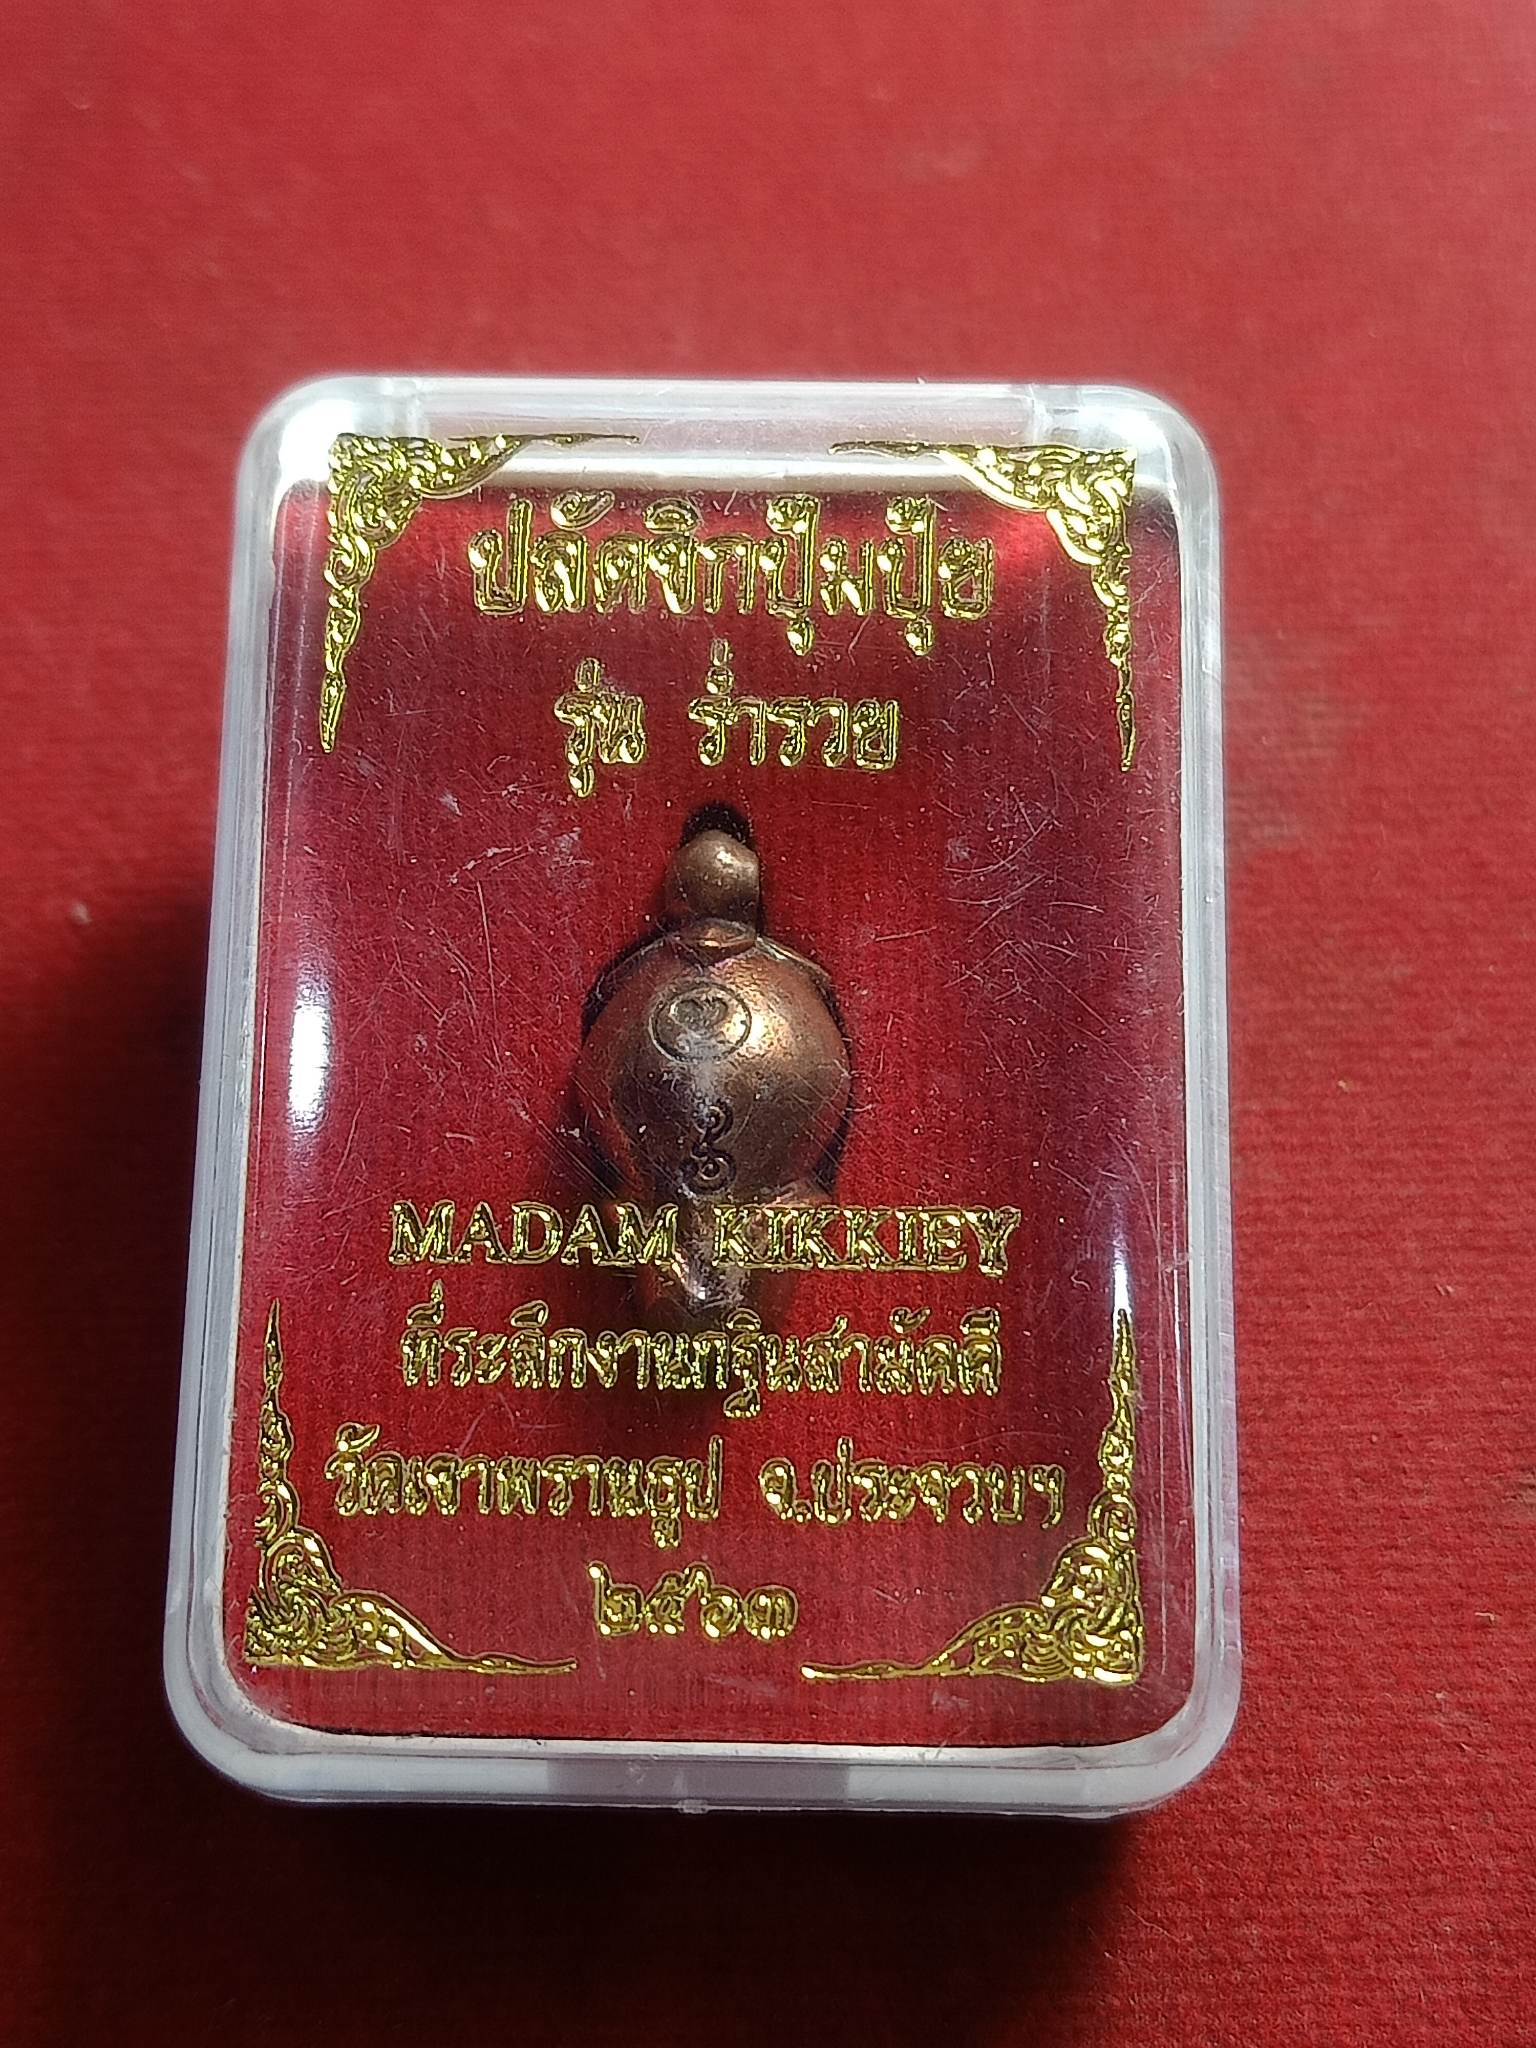 ปลัดจิกปุ้มปุ้ย
รุ่น ร่ำรวย
MADAM KIKKIEY
ที่ระลึกงานกฐินสามัคคี
วัดเขาพรานธูป จ.ประจวบฯ
๒๕๖๓